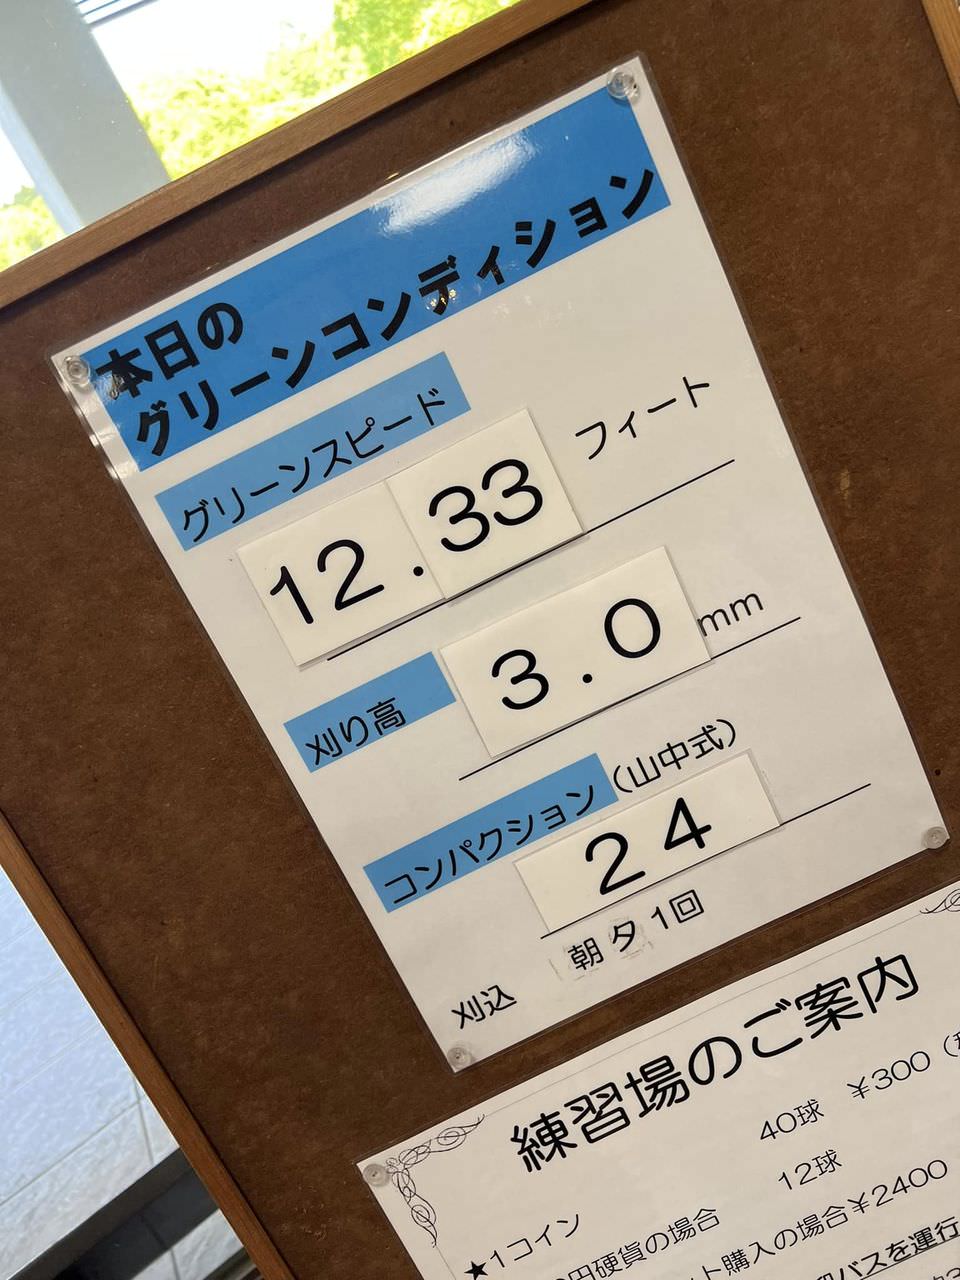 本日の
グリーンコンディション
グリーンスピード
12.33 フィート
刈り高 3.0 mm
コンパクション (山中式)
24
刈込 朝夕1回
練習場のご案内
★1コイン 40球 ¥300
円硬貨の場合 12球
ト購入の場合¥2400
バスを運行